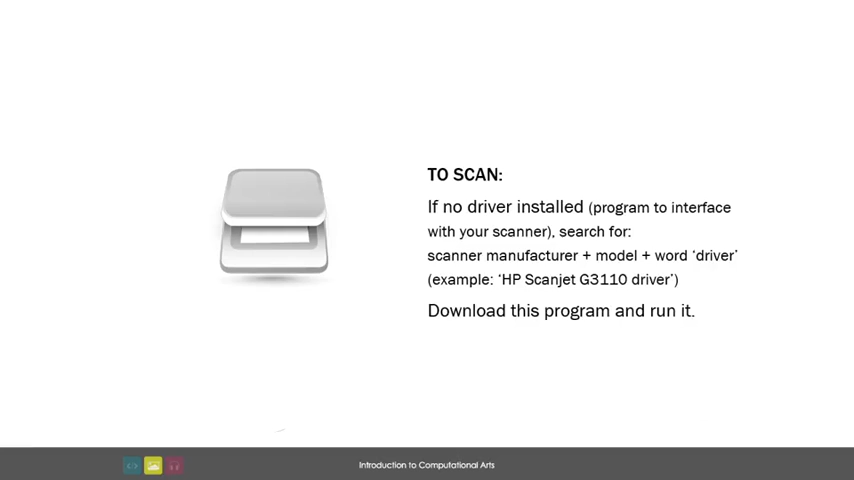 TO SCAN:
If no driver installed (program to interface
with your scanner), search for:
scanner manufacturer + model + word ‘driver’
(example: ‘HP Scanjet G3110 driver’)
Download this program and run it.
Introduction to Computational Arts